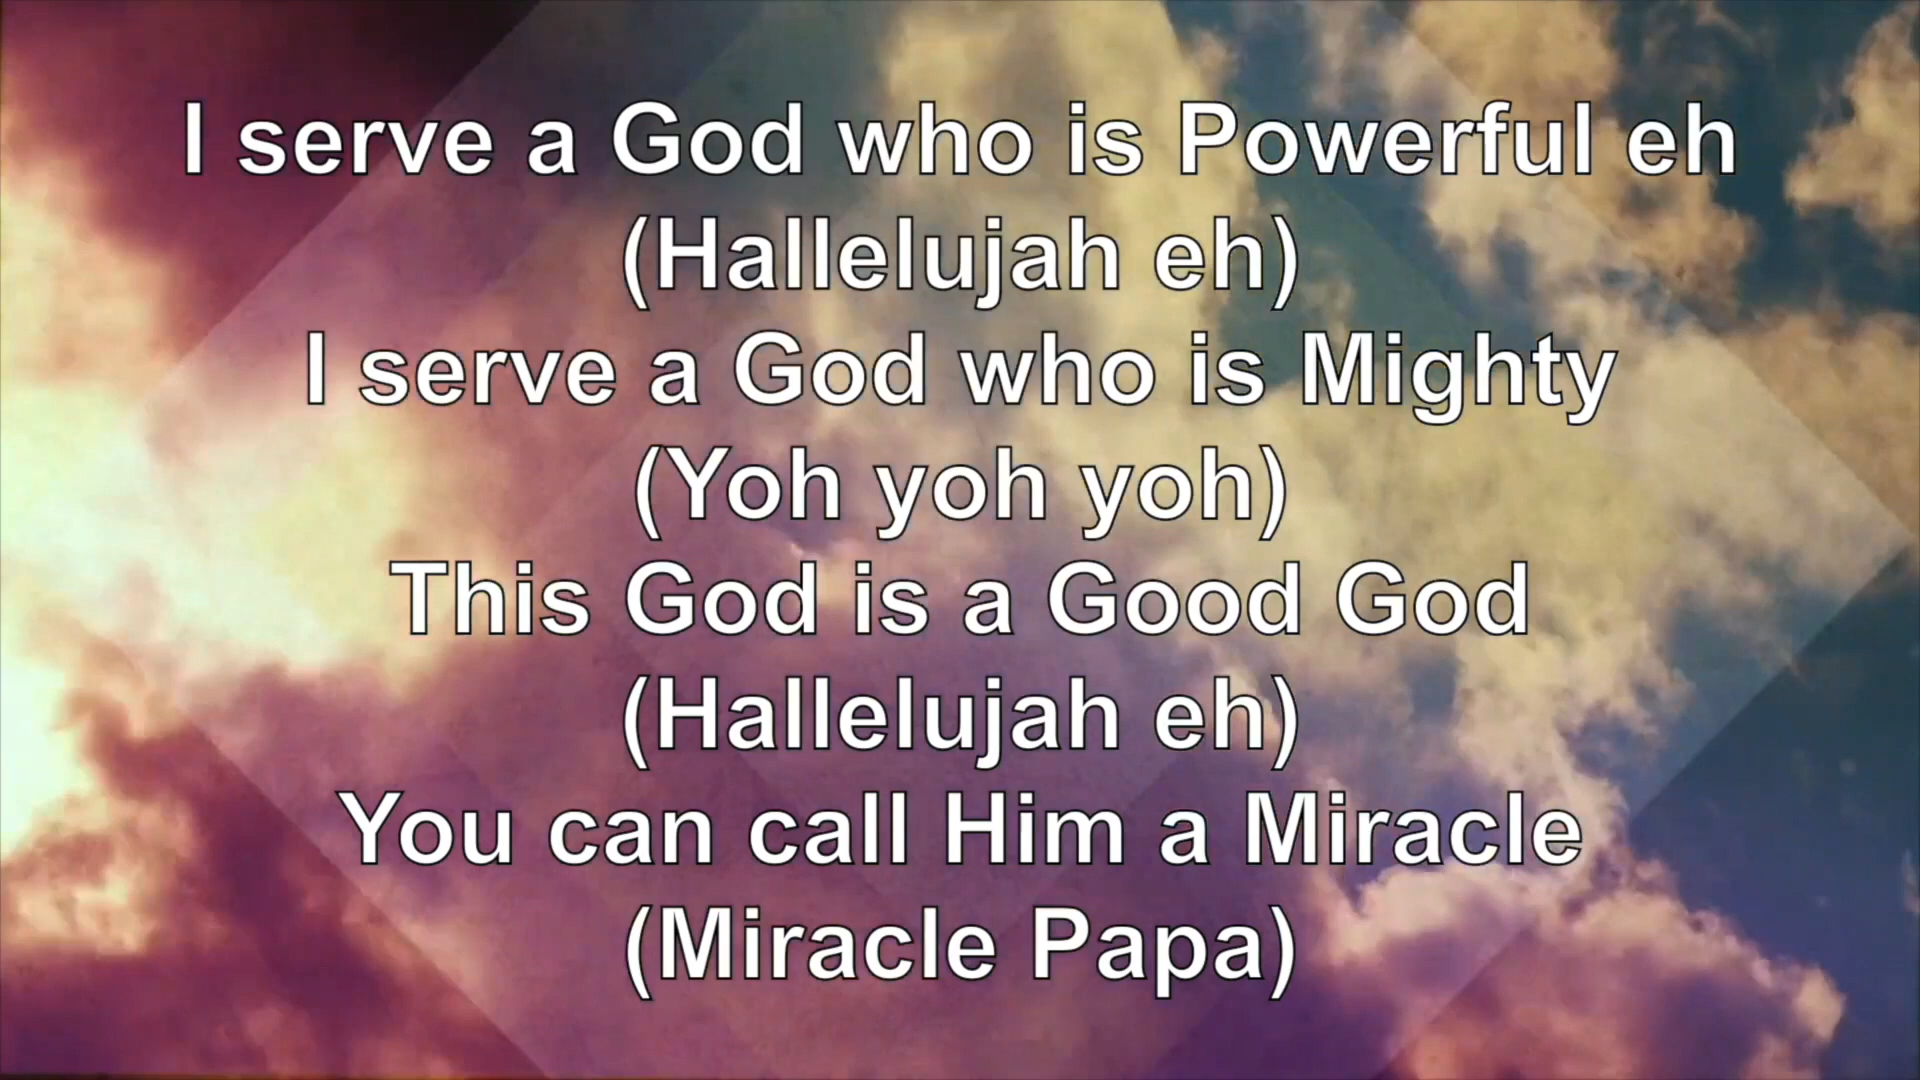 I serve a God who is Powerful eh
(Hallelujah eh)
I serve a God who is Mighty
(Yoh yoh yoh)
This God is a Good God
(Hallelujah eh)
You can call Him a Miracle
(Miracle Papa)